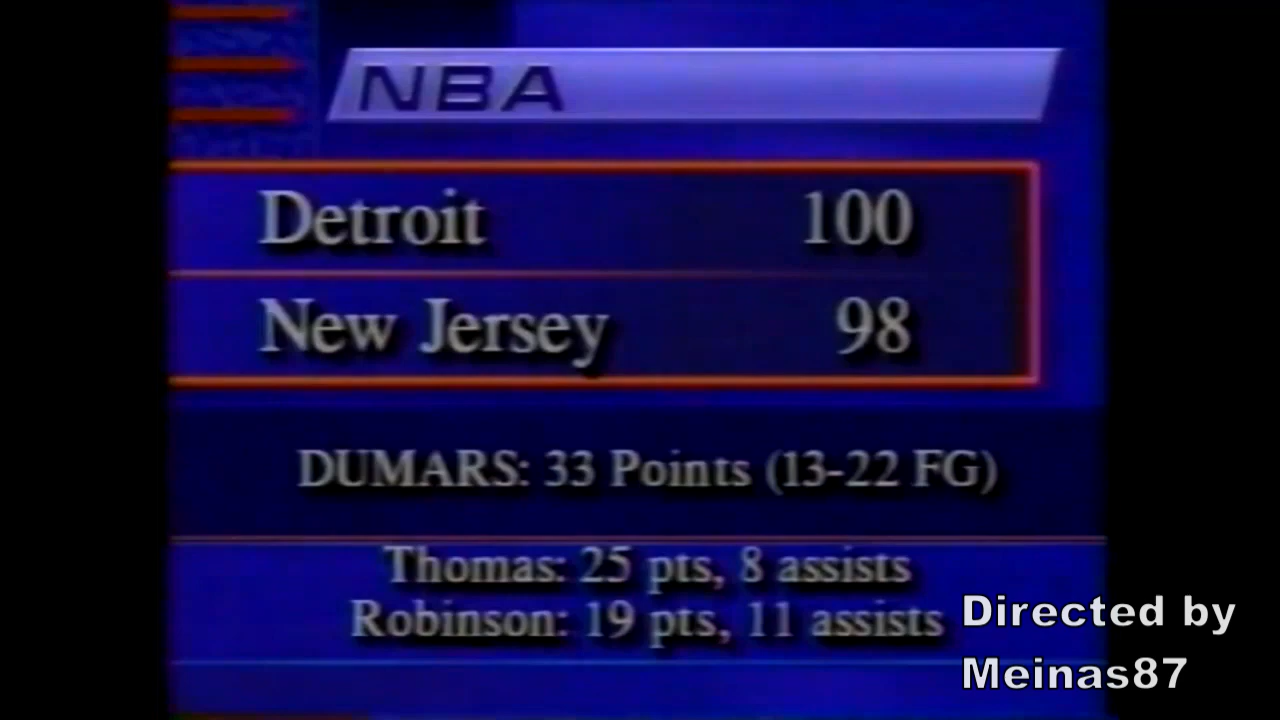 NBA
Detroit 100
New Jersey 98
DUMARS: 33 Points (13-22 FG)
Thomas: 25 pts, 8 assists
Robinson: 19 pts, 11 assists
Directed by
Meinas87